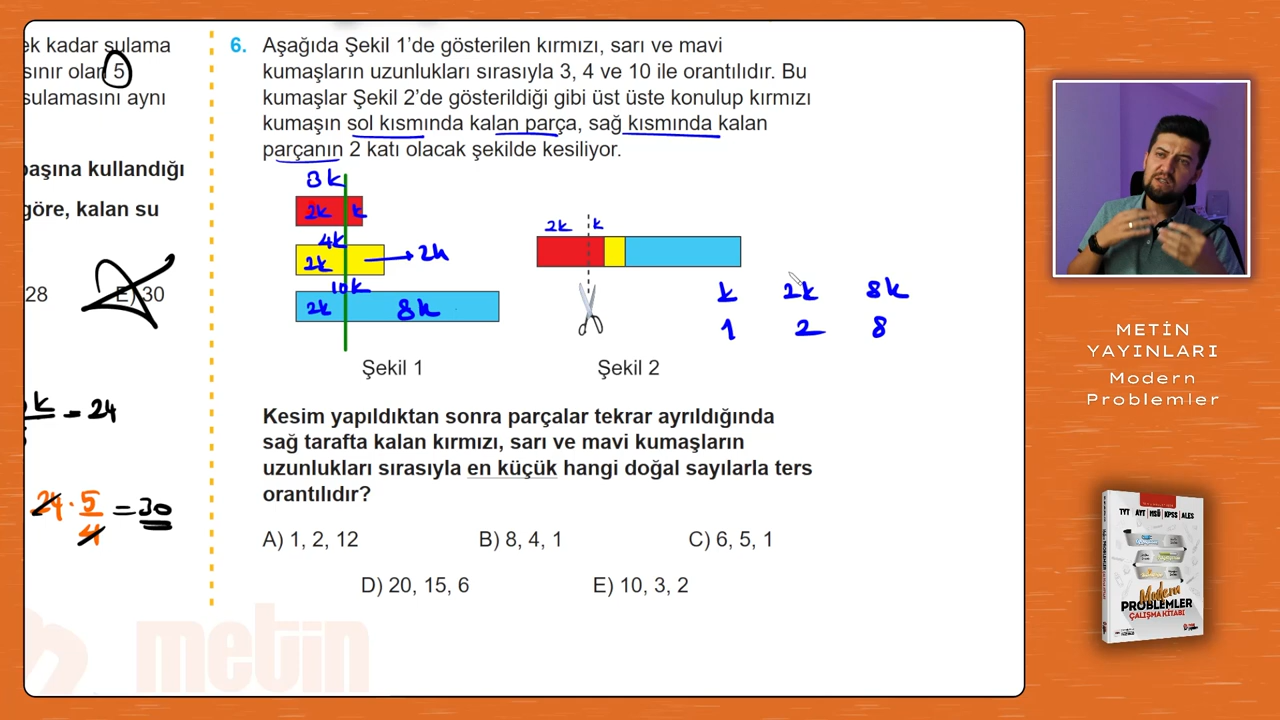 ek kadar sulama
sınır olan 5
sulamasını aynı
başına kullandığı
göre, kalan su
28
E) 30
k = 24
24 · 5/4 = 30
6. Aşağıda Şekil 1’de gösterilen kırmızı, sarı ve mavi
kumaşların uzunlukları sırasıyla 3, 4 ve 10 ile orantılıdır. Bu
kumaşlar Şekil 2’de gösterildiği gibi üst üste konulup kırmızı
kumaşın sol kısmında kalan parça, sağ kısmında kalan
parçanın 2 katı olacak şekilde kesiliyor.
3k
2k k
4k
2k 2k
10k
2k 8k
2k k
k 2k 8k
1 2 8
Şekil 1 Şekil 2
Kesim yapıldıktan sonra parçalar tekrar ayrıldığında
sağ tarafta kalan kırmızı, sarı ve mavi kumaşların
uzunlukları sırasıyla en küçük hangi doğal sayılarla ters
orantılıdır?
A) 1, 2, 12 B) 8, 4, 1 C) 6, 5, 1
D) 20, 15, 6 E) 10, 3, 2
metin
METİN
YAYINLARI
Modern
Problemler
TYT AYT MSÜ KPSS ALES
Modern
PROBLEMLER
ÇALIŞMA KİTABI